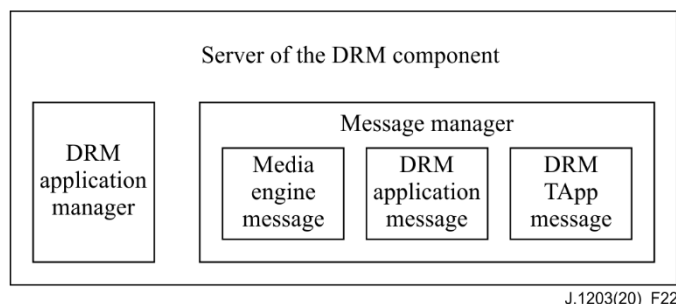 Server of the DRM component
DRM
application
manager
Message manager
Media
engine
message
DRM
application
message
DRM
TApp
message
J.1203(20)_F22